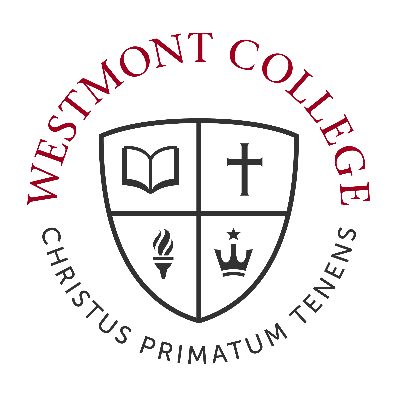 WESTMONT COLLEGE
CHRISTUS PRIMATUM TENENS